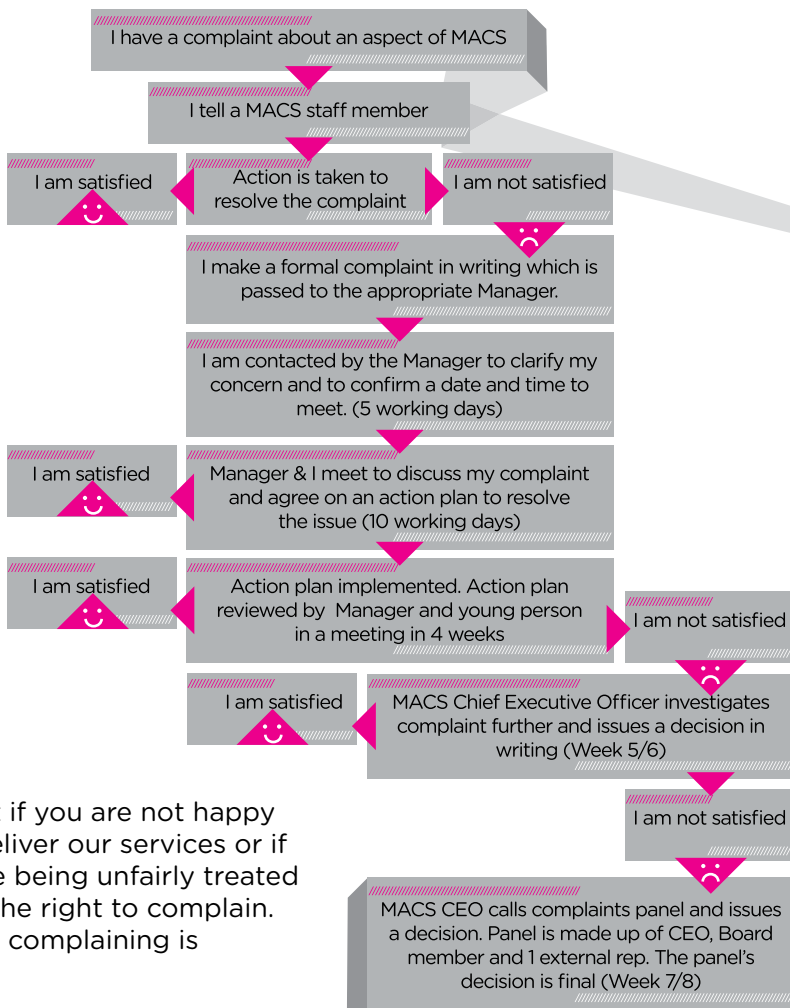 I have a complaint about an aspect of MACS
I tell a MACS staff member
I am satisfied
Action is taken to
resolve the complaint
I am not satisfied
I make a formal complaint in writing which is
passed to the appropriate Manager.
I am contacted by the Manager to clarify my
concern and to confirm a date and time to
meet. (5 working days)
I am satisfied
Manager & I meet to discuss my complaint
and agree on an action plan to resolve
the issue (10 working days)
I am satisfied
Action plan implemented. Action plan
reviewed by Manager and young person
in a meeting in 4 weeks
I am not satisfied
I am satisfied
MACS Chief Executive Officer investigates
complaint further and issues a decision in
writing (Week 5/6)
I am not satisfied
if you are not happy
our services or if
being unfairly treated
the right to complain.
complaining is
MACS CEO calls complaints panel and issues
a decision. Panel is made up of CEO, Board
member and 1 external rep. The panel's
decision is final (Week 7/8)